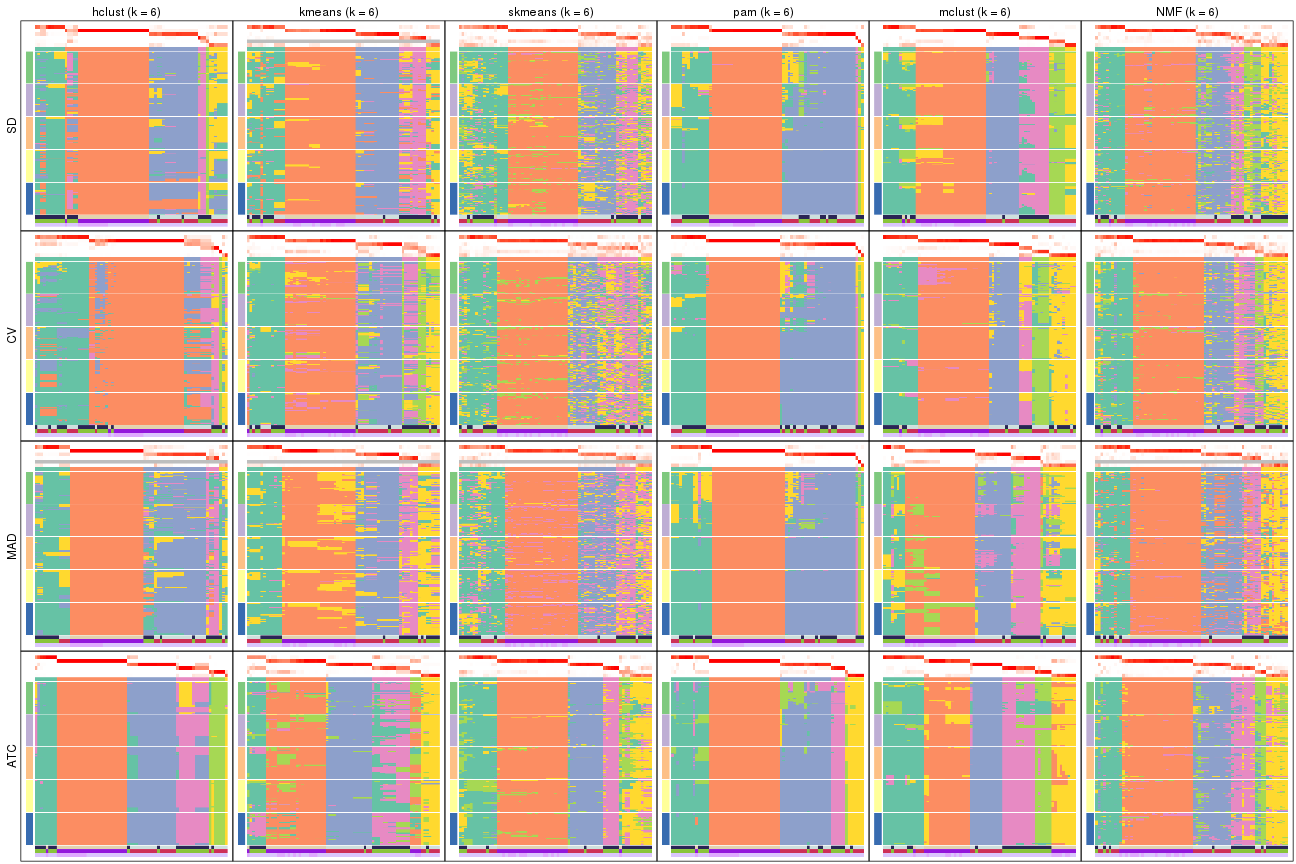 hclust (k = 6)
kmeans (k = 6)
skmeans (k = 6)
pam (k = 6)
mclust (k = 6)
NMF (k = 6)
SD
CV
MAD
ATC